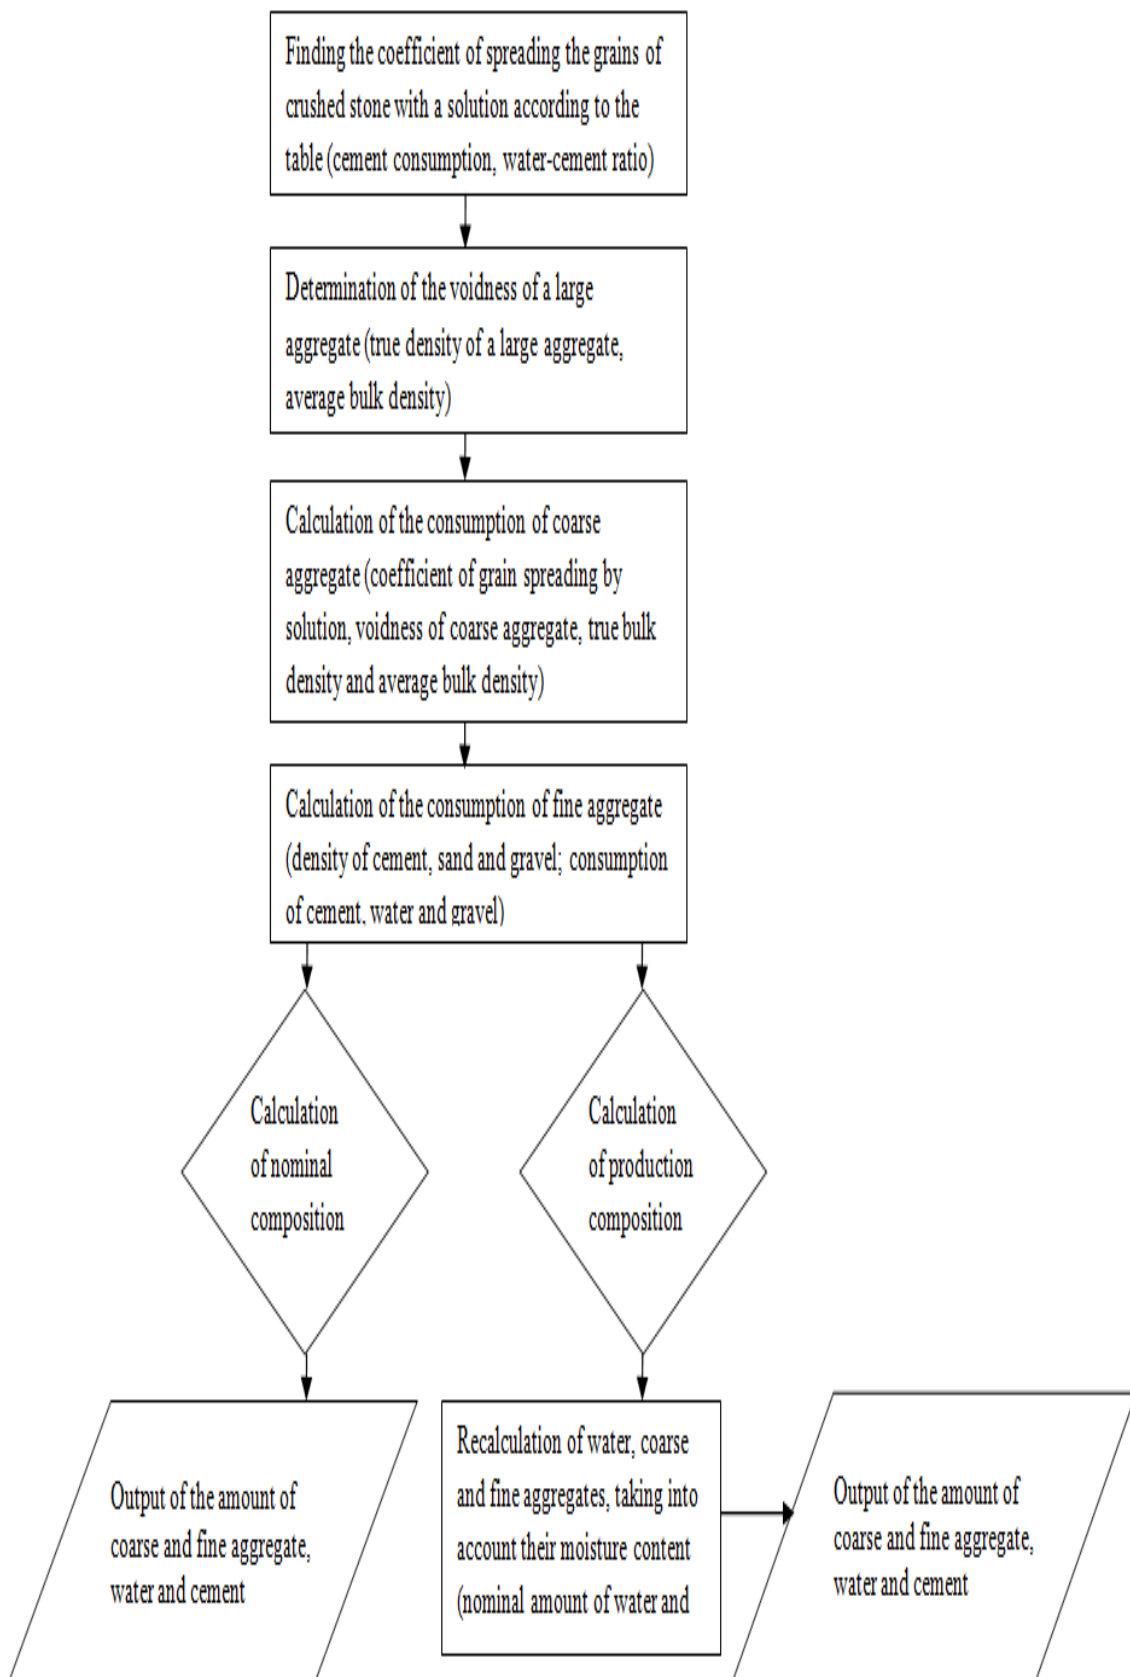 Finding the coefficient of spreading the grains of
crushed stone with a solution according to the
table (cement consumption, water-cement ratio)
Determination of the voidness of a large
aggregate (true density of a large aggregate,
average bulk density)
Calculation of the consumption of coarse
aggregate (coefficient of grain spreading by
solution, voidness of coarse aggregate, true bulk
density and average bulk density)
Calculation of the consumption of fine aggregate
(density of cement, sand and gravel; consumption
of cement, water and gravel)
Calculation
of nominal
composition
Calculation
of production
composition
Output of the amount of
coarse and fine aggregate,
water and cement
Recalculation of water, coarse
and fine aggregates, taking into
account their moisture content
(nominal amount of water and
Output of the amount of
coarse and fine aggregate,
water and cement